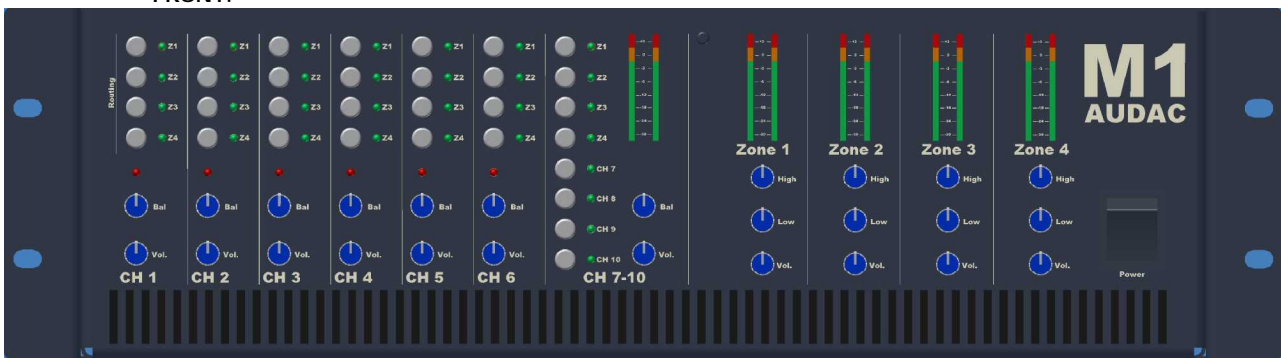 Routing
Z1 Z1 Z1 Z1 Z1 Z1 Z1
Z2 Z2 Z2 Z2 Z2 Z2 Z2
Z3 Z3 Z3 Z3 Z3 Z3 Z3
Z4 Z4 Z4 Z4 Z4 Z4 Z4
CH 7
CH 8
CH 9
CH 10
Bal Bal Bal Bal Bal Bal Bal
Vol. Vol. Vol. Vol. Vol. Vol. Vol.
CH 1 CH 2 CH 3 CH 4 CH 5 CH 6 CH 7-10
Zone 1 Zone 2 Zone 3 Zone 4
High High High High
Low Low Low Low
Vol. Vol. Vol. Vol.
M1
AUDAC
Power